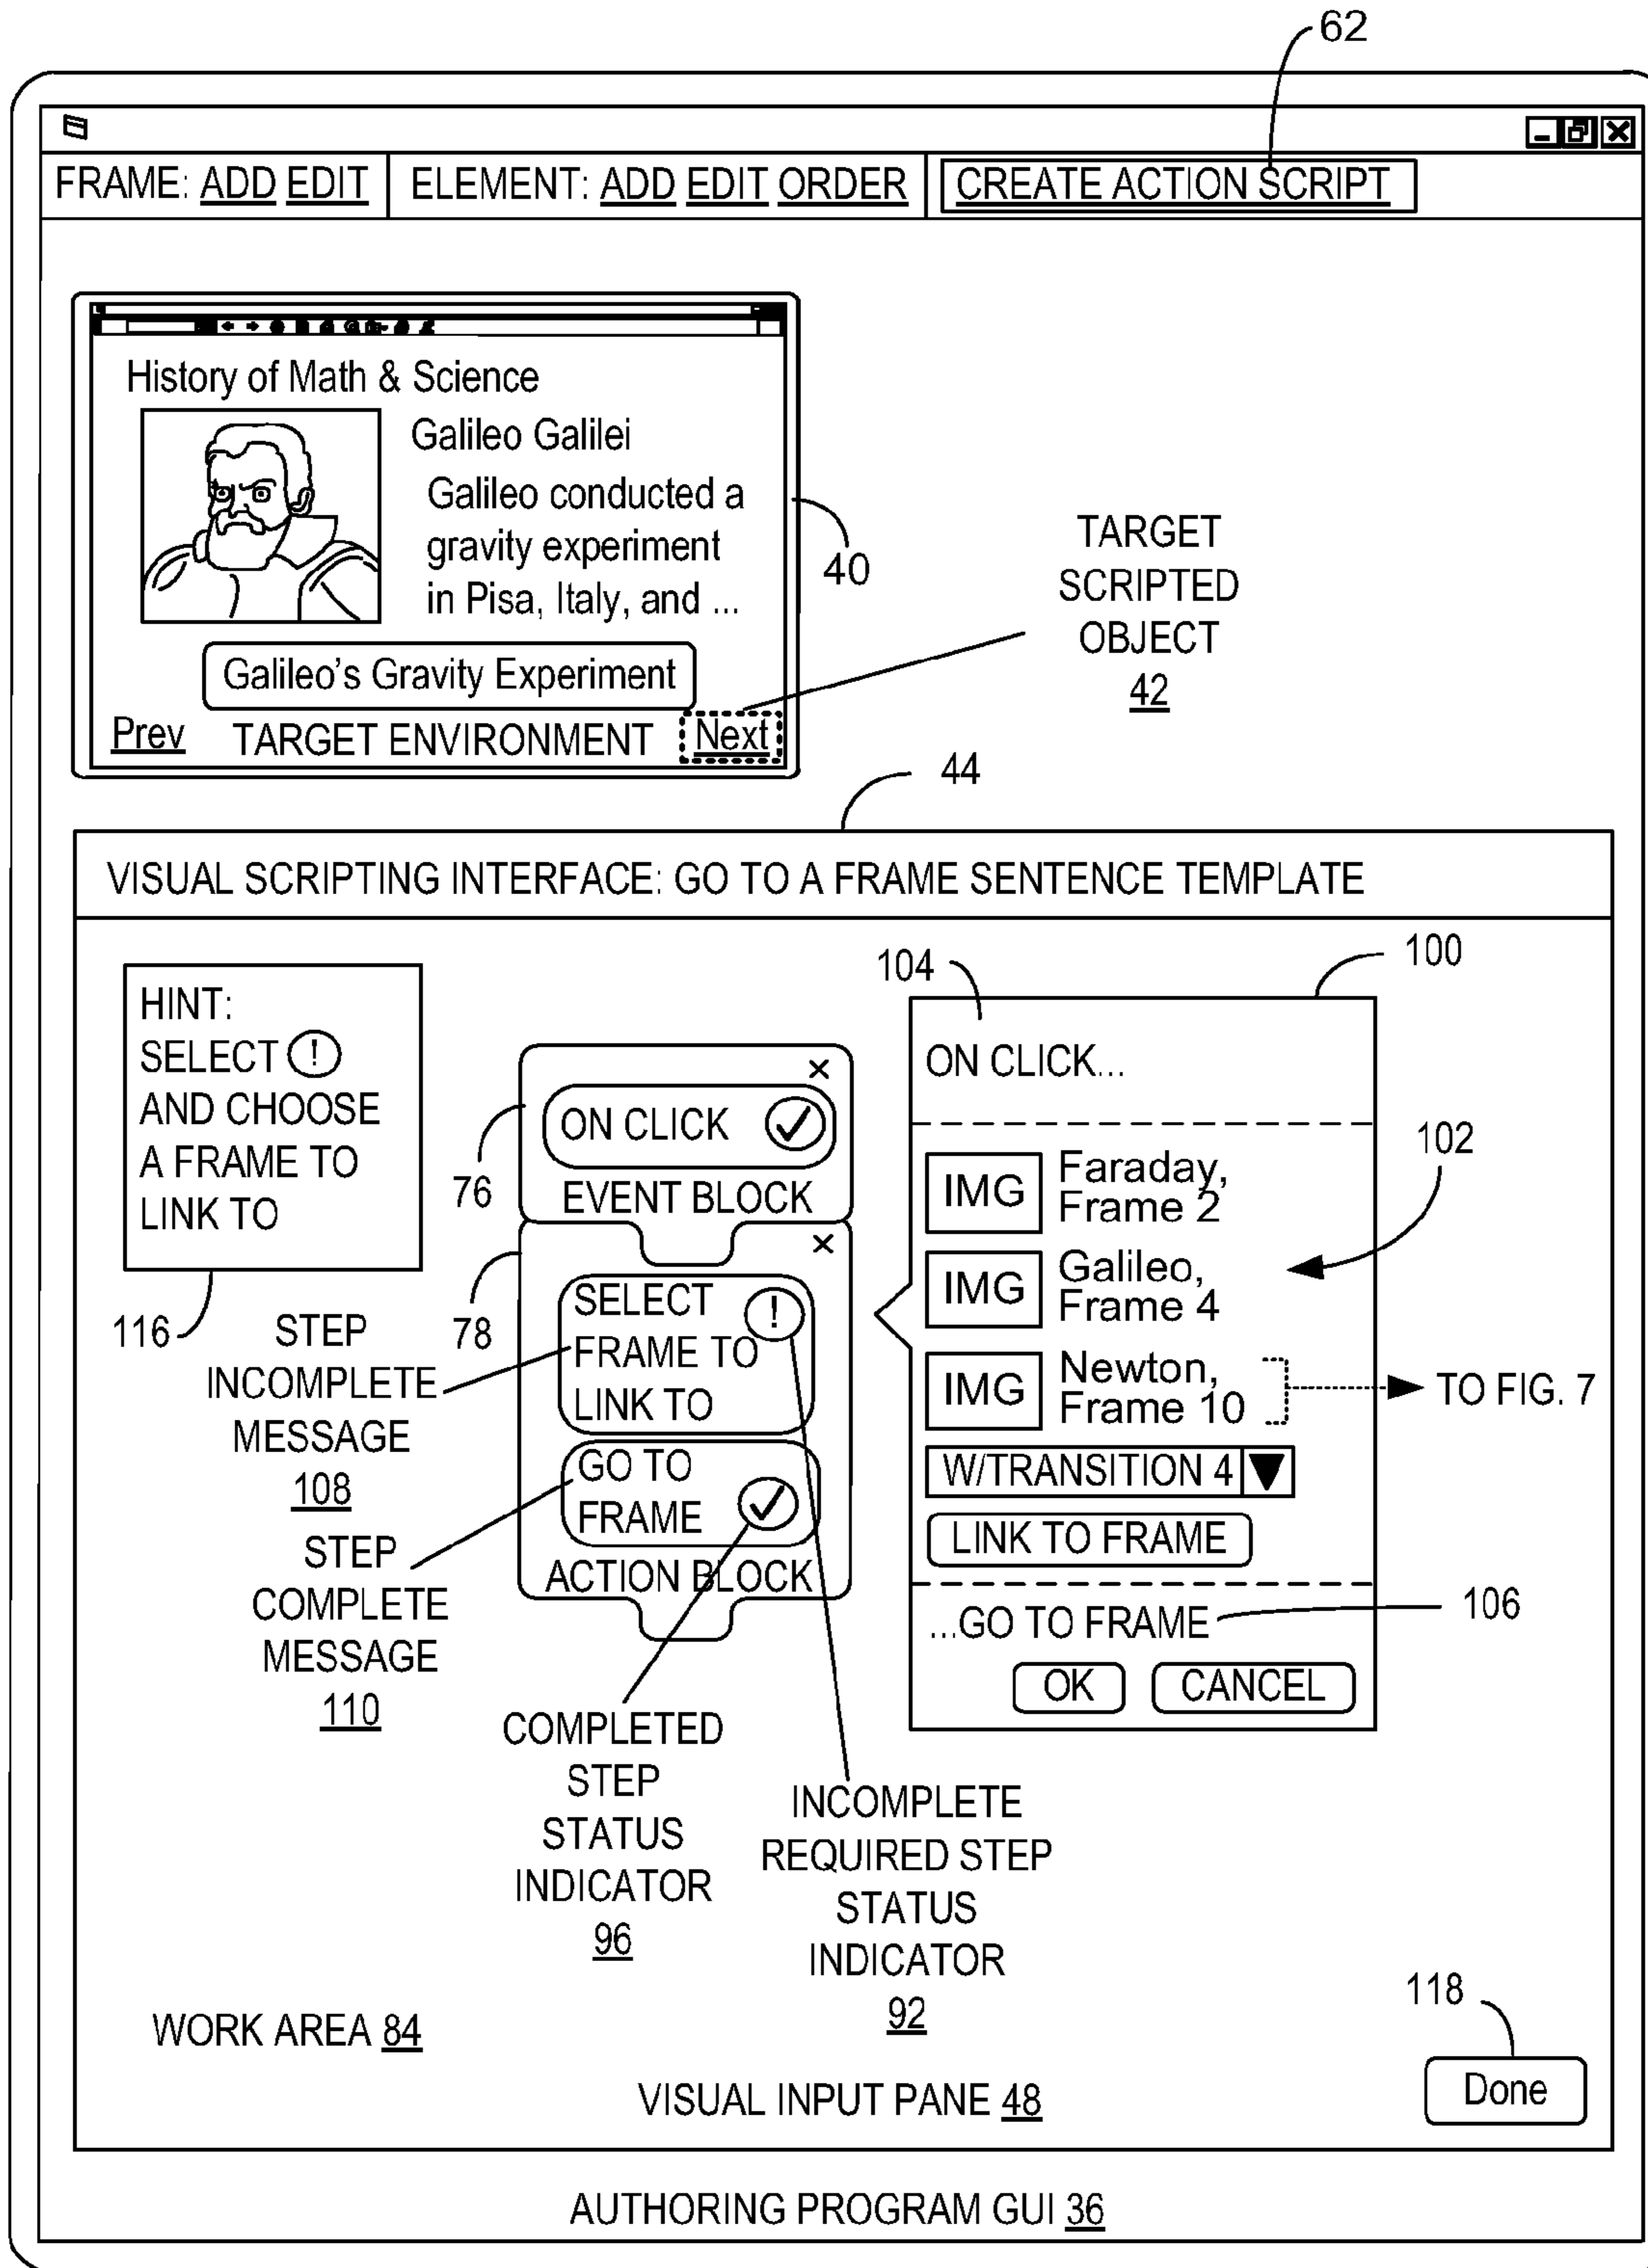 62
FRAME: ADD EDIT ELEMENT: ADD EDIT ORDER CREATE ACTION SCRIPT
History of Math & Science
Galileo Galilei
Galileo conducted a
gravity experiment
in Pisa, Italy, and ...
Galileo's Gravity Experiment
Prev TARGET ENVIRONMENT Next
40
TARGET
SCRIPTED
OBJECT
42
44
VISUAL SCRIPTING INTERFACE: GO TO A FRAME SENTENCE TEMPLATE
HINT:
SELECT !
AND CHOOSE
A FRAME TO
LINK TO
116
76
ON CLICK
EVENT BLOCK
78
SELECT !
FRAME TO
LINK TO
GO TO
FRAME
ACTION BLOCK
STEP
INCOMPLETE
MESSAGE
108
STEP
COMPLETE
MESSAGE
110
COMPLETED
STEP
STATUS
INDICATOR
96
INCOMPLETE
REQUIRED STEP
STATUS
INDICATOR
92
104
100
ON CLICK...
102
IMG Faraday,
Frame 2
IMG Galileo,
Frame 4
IMG Newton,
Frame 10
TO FIG. 7
W/TRANSITION 4
LINK TO FRAME
...GO TO FRAME
106
OK CANCEL
WORK AREA 84
118
Done
VISUAL INPUT PANE 48
AUTHORING PROGRAM GUI 36